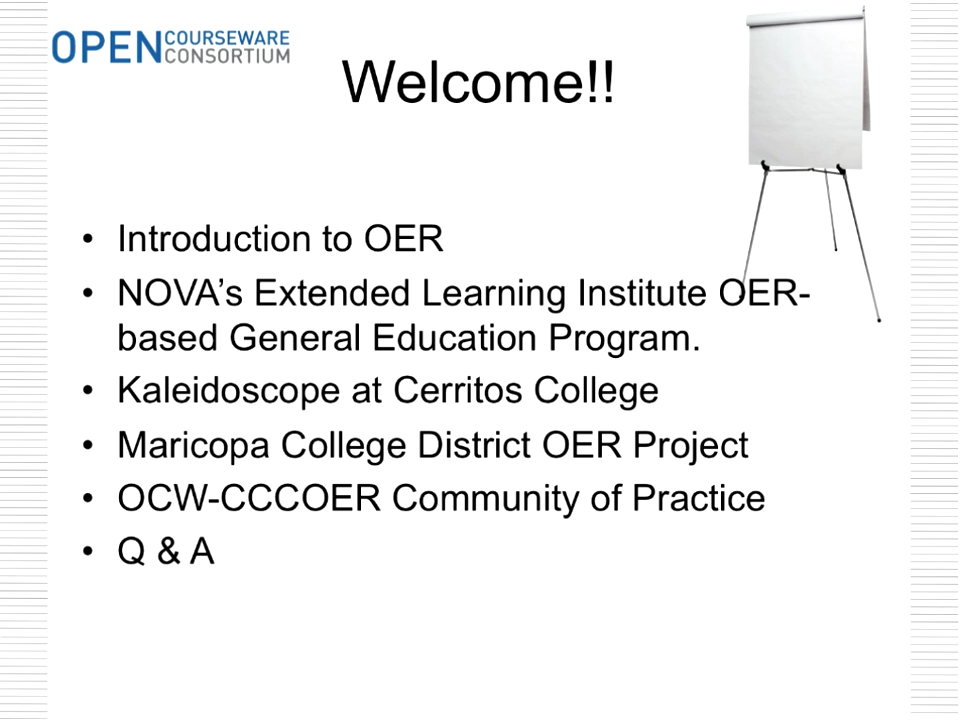 OPEN COURSEWARE CONSORTIUM
Welcome!!
• Introduction to OER
• NOVA’s Extended Learning Institute OER-
based General Education Program.
• Kaleidoscope at Cerritos College
• Maricopa College District OER Project
• OCW-CCCOER Community of Practice
• Q & A